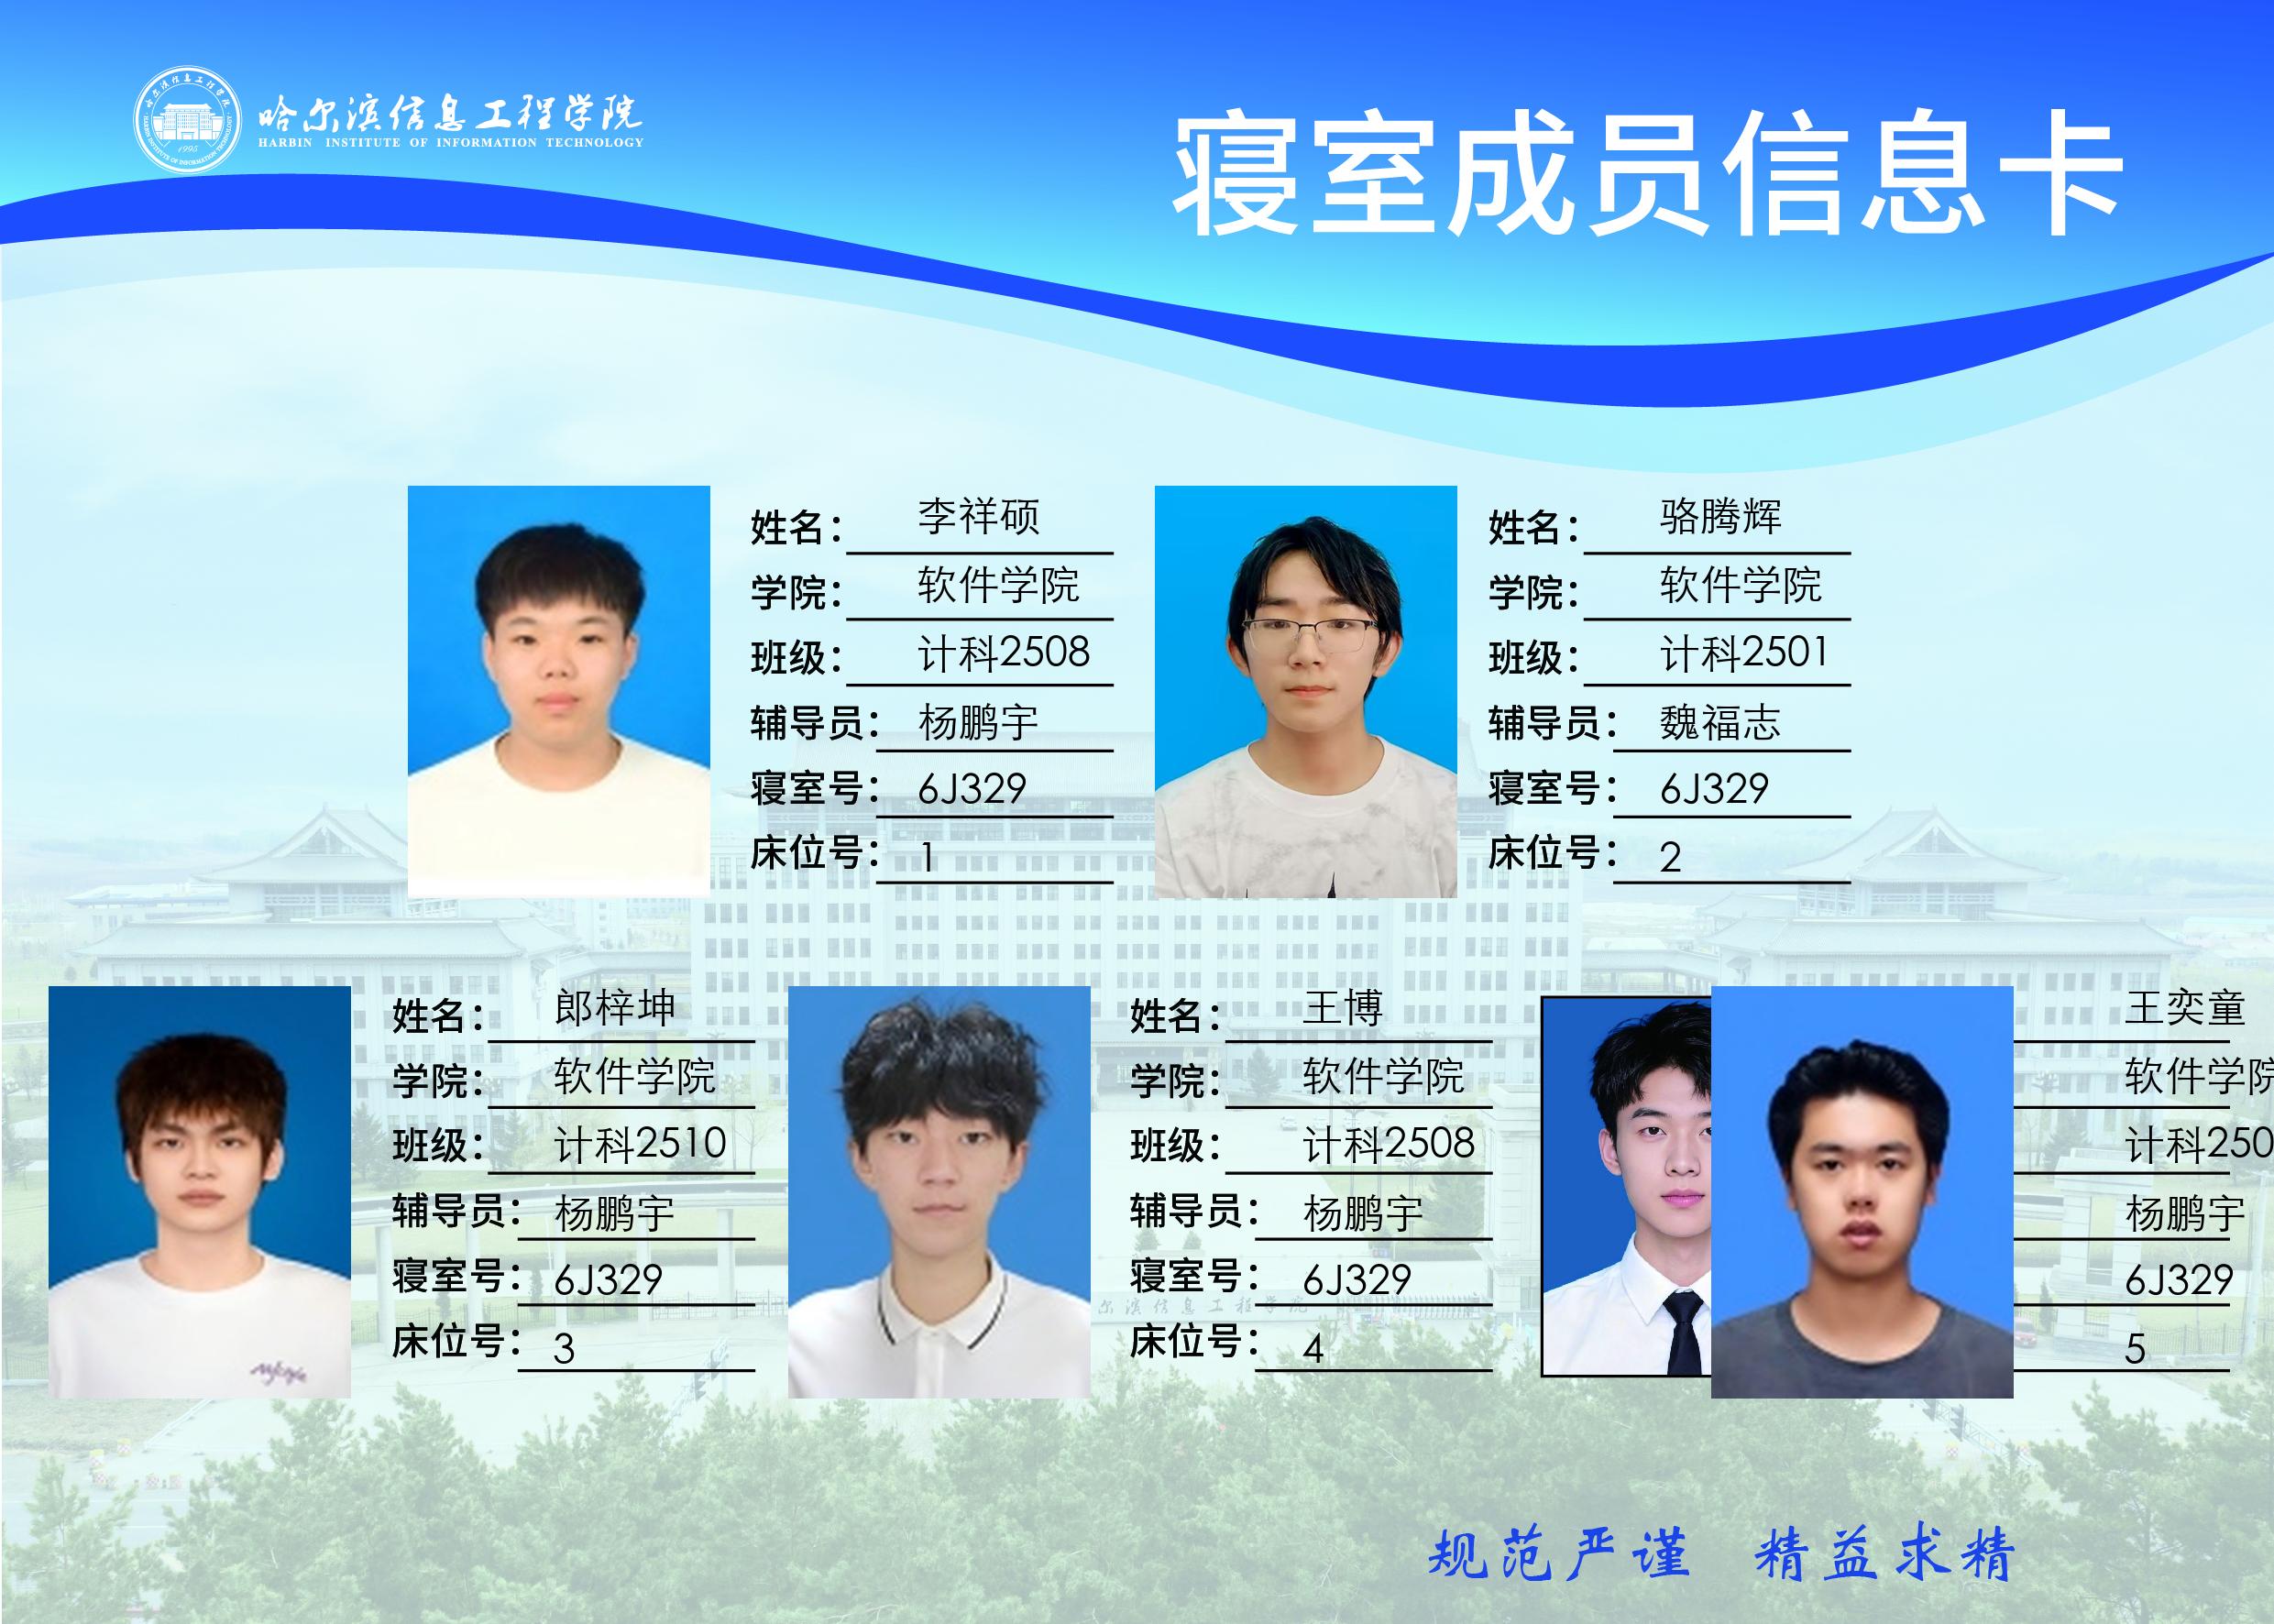 哈尔滨信息工程学院
HARBIN INSTITUTE OF INFORMATION TECHNOLOGY
1995
寝室成员信息卡
姓名： 李祥硕
学院： 软件学院
班级： 计科2508
辅导员： 杨鹏宇
寝室号： 6J329
床位号： 1
姓名： 骆腾辉
学院： 软件学院
班级： 计科2501
辅导员： 魏福志
寝室号： 6J329
床位号： 2
姓名： 郎梓坤
学院： 软件学院
班级： 计科2510
辅导员： 杨鹏宇
寝室号： 6J329
床位号： 3
姓名： 王博
学院： 软件学院
班级： 计科2508
辅导员： 杨鹏宇
寝室号： 6J329
床位号： 4
王奕童
软件学院
计科250
杨鹏宇
6J329
5
规范严谨 精益求精